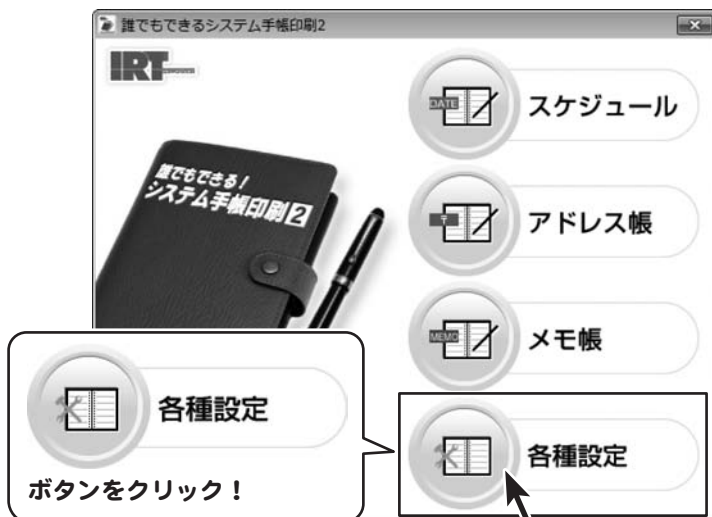 誰でもできるシステム手帳印刷2
IRT
DATE
スケジュール
誰でもできる！
システム手帳印刷2
〒
アドレス帳
MEMO
メモ帳
各種設定
ボタンをクリック！
各種設定